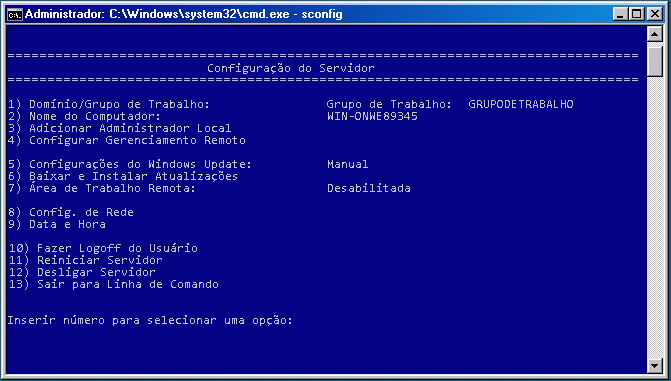 Administrador: C:\Windows\system32\cmd.exe - sconfig
===============================================================================
Configuração do Servidor
===============================================================================
1) Domínio/Grupo de Trabalho: Grupo de Trabalho: GRUPODETRABALHO
2) Nome do Computador: WIN-ONWE89345
3) Adicionar Administrador Local
4) Configurar Gerenciamento Remoto
5) Configurações do Windows Update: Manual
6) Baixar e Instalar Atualizações
7) Área de Trabalho Remota: Desabilitada
8) Config. de Rede
9) Data e Hora
10) Fazer Logoff do Usuário
11) Reiniciar Servidor
12) Desligar Servidor
13) Sair para Linha de Comando
Inserir número para selecionar uma opção: